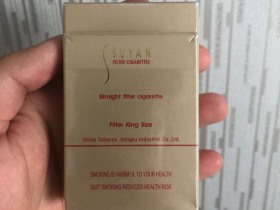 SUYAN
FILTER CIGARETTES
Straight filter cigarette
Filter King Size
China Tobacco Jiangsu Industrial Co.,Ltd.
SMOKING IS HARMFUL TO YOUR HEALTH
QUIT SMOKING REDUCES HEALTH RISK